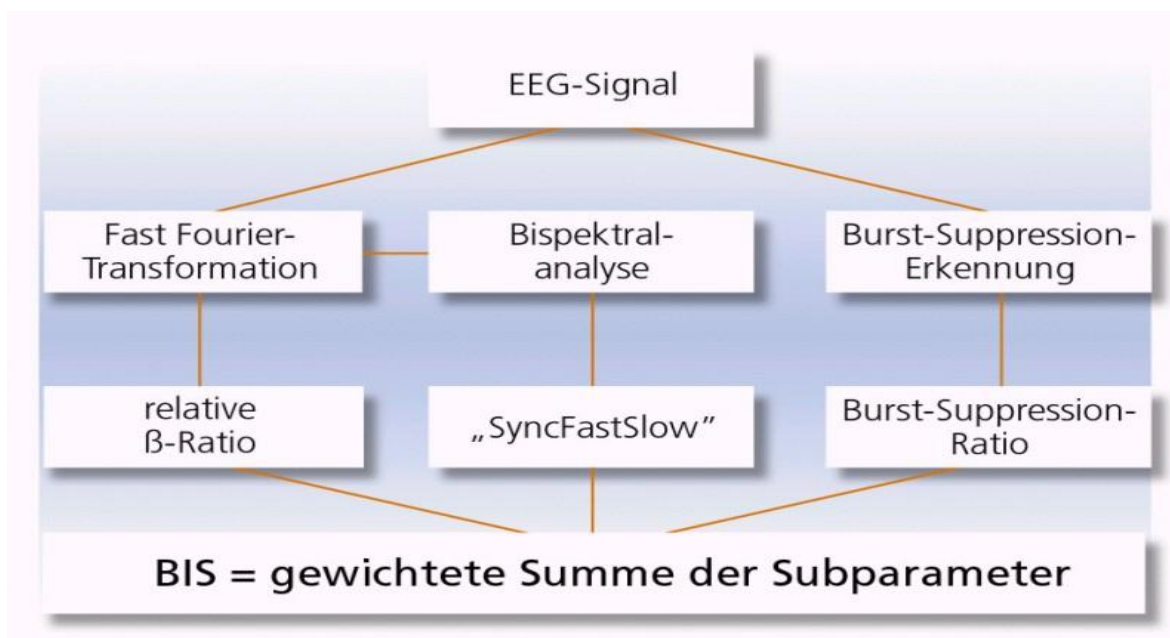 EEG-Signal
Fast Fourier-
Transformation
Bispektral-
analyse
Burst-Suppression-
Erkennung
relative
ß-Ratio
„SyncFastSlow”
Burst-Suppression-
Ratio
BIS = gewichtete Summe der Subparameter